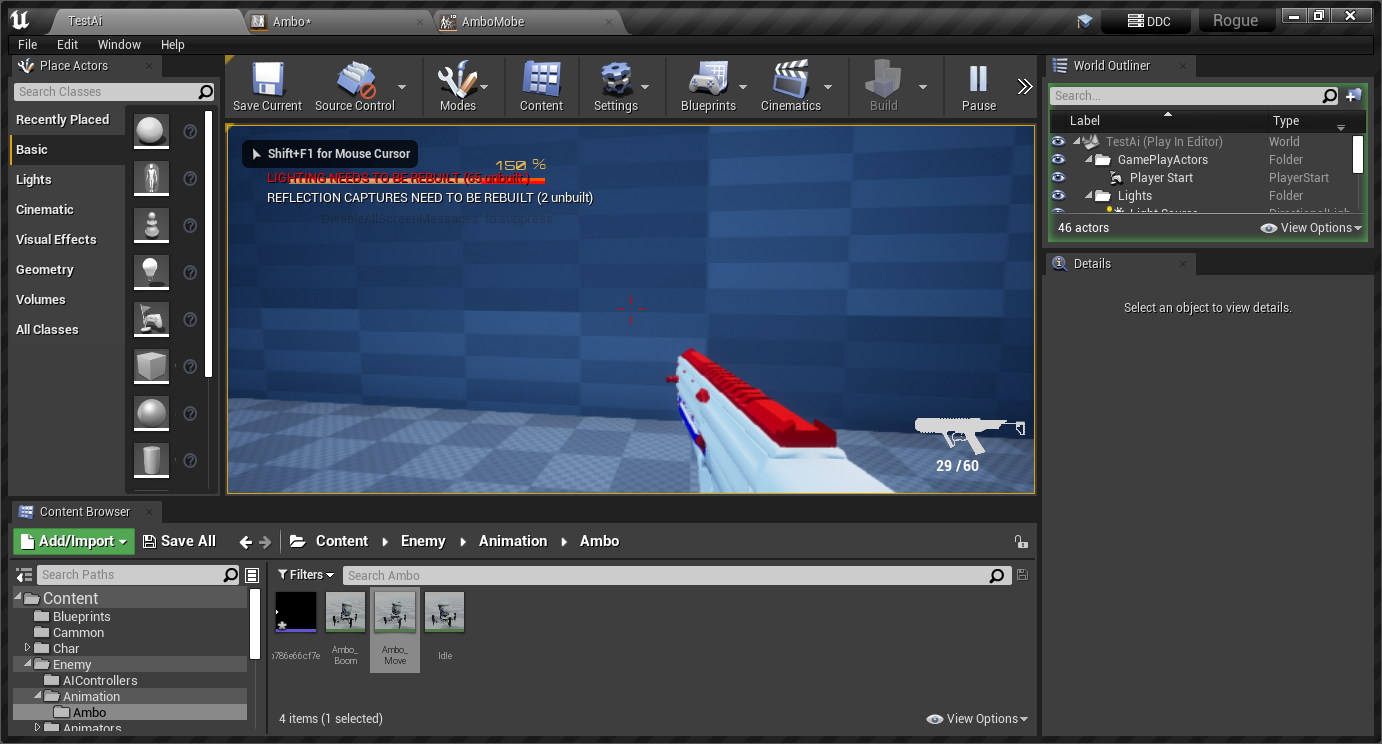 TestAi
Ambo*
AmboMobe
DDC
Rogue
File Edit Window Help
Place Actors
Search Classes
Recently Placed
Basic
Lights
Cinematic
Visual Effects
Geometry
Volumes
All Classes
Save Current
Source Control
Modes
Content
Settings
Blueprints
Cinematics
Build
Pause
Shift+F1 for Mouse Cursor
150 %
LIGHTING NEEDS TO BE REBUILT (65 unbuilt)
REFLECTION CAPTURES NEED TO BE REBUILT (2 unbuilt)
'DisableAllScreenMessages' to suppress
29 / 60
World Outliner
Search...
Label Type
TestAi (Play In Editor) World
GamePlayActors Folder
Player Start PlayerStart
Lights Folder
Light Source DirectionalLigh
46 actors
View Options
Details
Select an object to view details.
Content Browser
Add/Import
Save All
Content
Enemy
Animation
Ambo
Search Paths
Content
Blueprints
Cammon
Char
Enemy
AIControllers
Animation
Ambo
Animators
Filters
Search Ambo
b786e66cf7e
Ambo_
Boom
Ambo_
Move
Idle
4 items (1 selected)
View Options